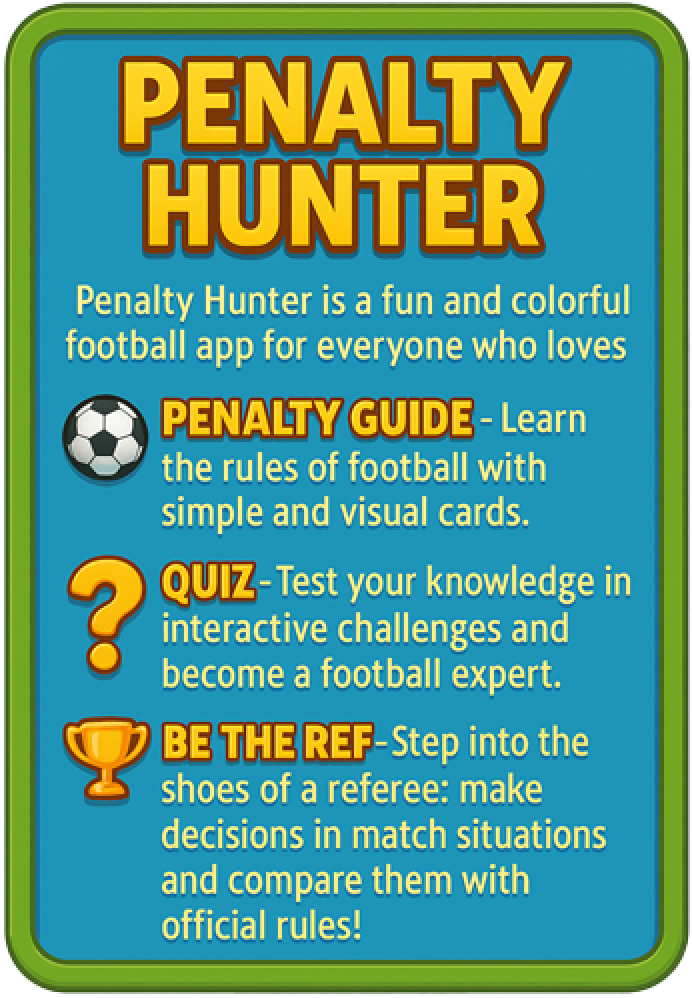 PENALTY
HUNTER
Penalty Hunter is a fun and colorful
football app for everyone who loves
PENALTY GUIDE - Learn
the rules of football with
simple and visual cards.
QUIZ - Test your knowledge in
interactive challenges and
become a football expert.
BE THE REF - Step into the
shoes of a referee: make
decisions in match situations
and compare them with
official rules!